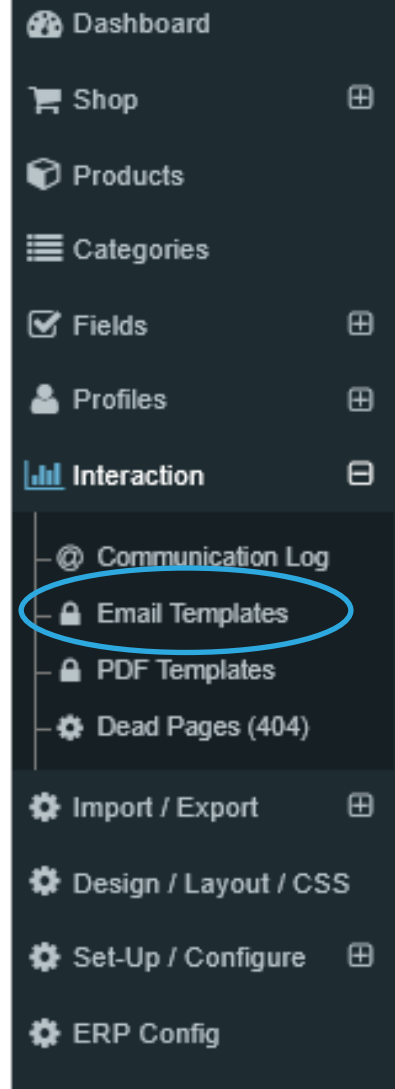 Dashboard
Shop
Products
Categories
Fields
Profiles
Interaction
@ Communication Log
Email Templates
PDF Templates
Dead Pages (404)
Import / Export
Design / Layout / CSS
Set-Up / Configure
ERP Config